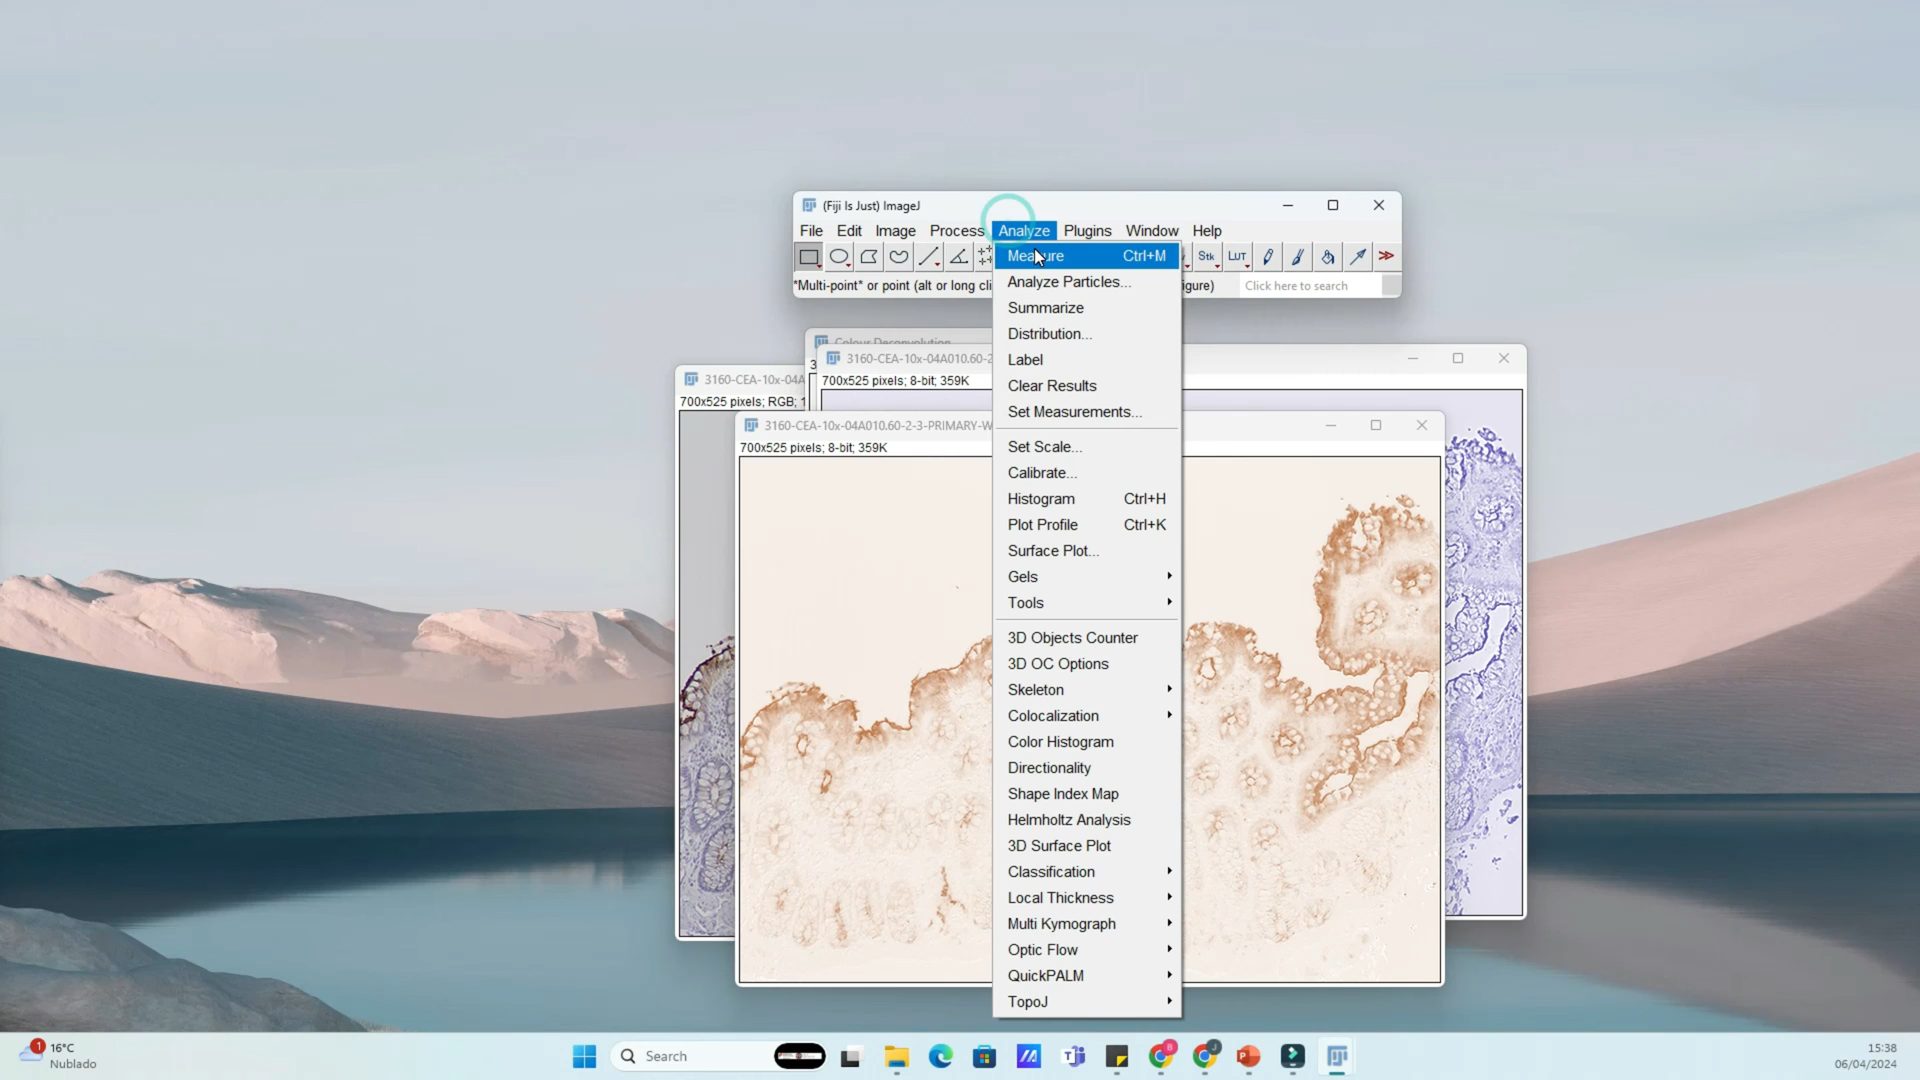 (Fiji Is Just) ImageJ
File Edit Image Process Analyze Plugins Window Help
Stk LUT
*Multi-point* or point (alt or long cli
igure)
Click here to search
Measure Ctrl+M
Analyze Particles...
Summarize
Distribution...
Label
Clear Results
Set Measurements...
Set Scale...
Calibrate...
Histogram Ctrl+H
Plot Profile Ctrl+K
Surface Plot...
Gels
Tools
3D Objects Counter
3D OC Options
Skeleton
Colocalization
Color Histogram
Directionality
Shape Index Map
Helmholtz Analysis
3D Surface Plot
Classification
Local Thickness
Multi Kymograph
Optic Flow
QuickPALM
TopoJ
Colour Deconvolution
3160-CEA-10x-04A010.60-2
700x525 pixels; 8-bit; 359K
3160-CEA-10x-04A
700x525 pixels; RGB; 1
3160-CEA-10x-04A010.60-2-3-PRIMARY-W
700x525 pixels; 8-bit; 359K
1
16°C
Nublado
Search
15:38
06/04/2024